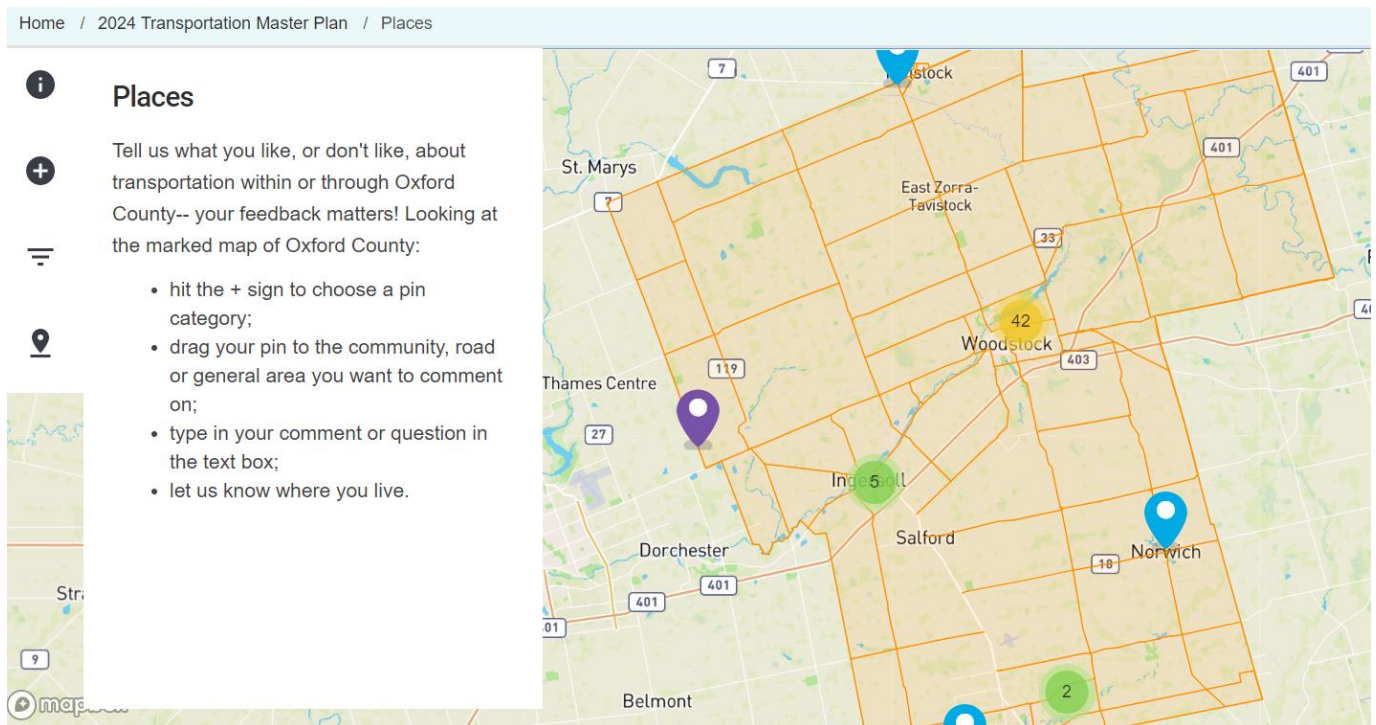 Home / 2024 Transportation Master Plan / Places
Places
Tell us what you like, or don't like, about
transportation within or through Oxford
County-- your feedback matters! Looking at
the marked map of Oxford County:
• hit the + sign to choose a pin
category;
• drag your pin to the community, road
or general area you want to comment
on;
• type in your comment or question in
the text box;
• let us know where you live.
7
401
St. Marys
401
7
East Zorra-
Tavistock
33
42
Woodstock
403
119
Thames Centre
27
5
Salford
Dorchester
Norwich
18
401
401
9
2
Belmont